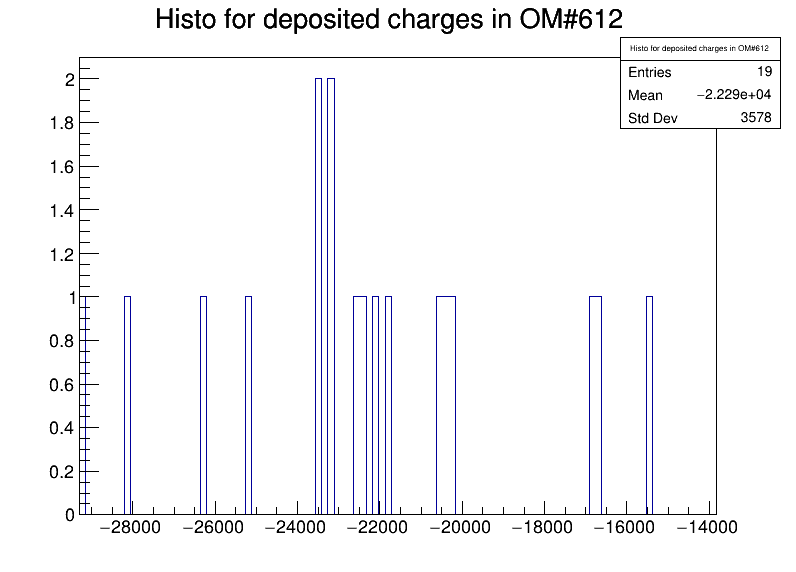 Histo for deposited charges in OM#612
Histo for deposited charges in OM#612
Entries 19
Mean −2.229e+04
Std Dev 3578
2
1.8
1.6
1.4
1.2
1
0.8
0.6
0.4
0.2
0
−28000 −26000 −24000 −22000 −20000 −18000 −16000 −14000